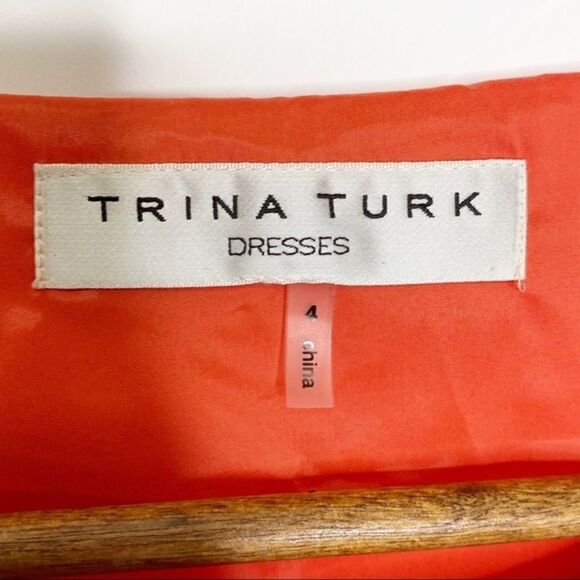 TRINA TURK
DRESSES
4
china